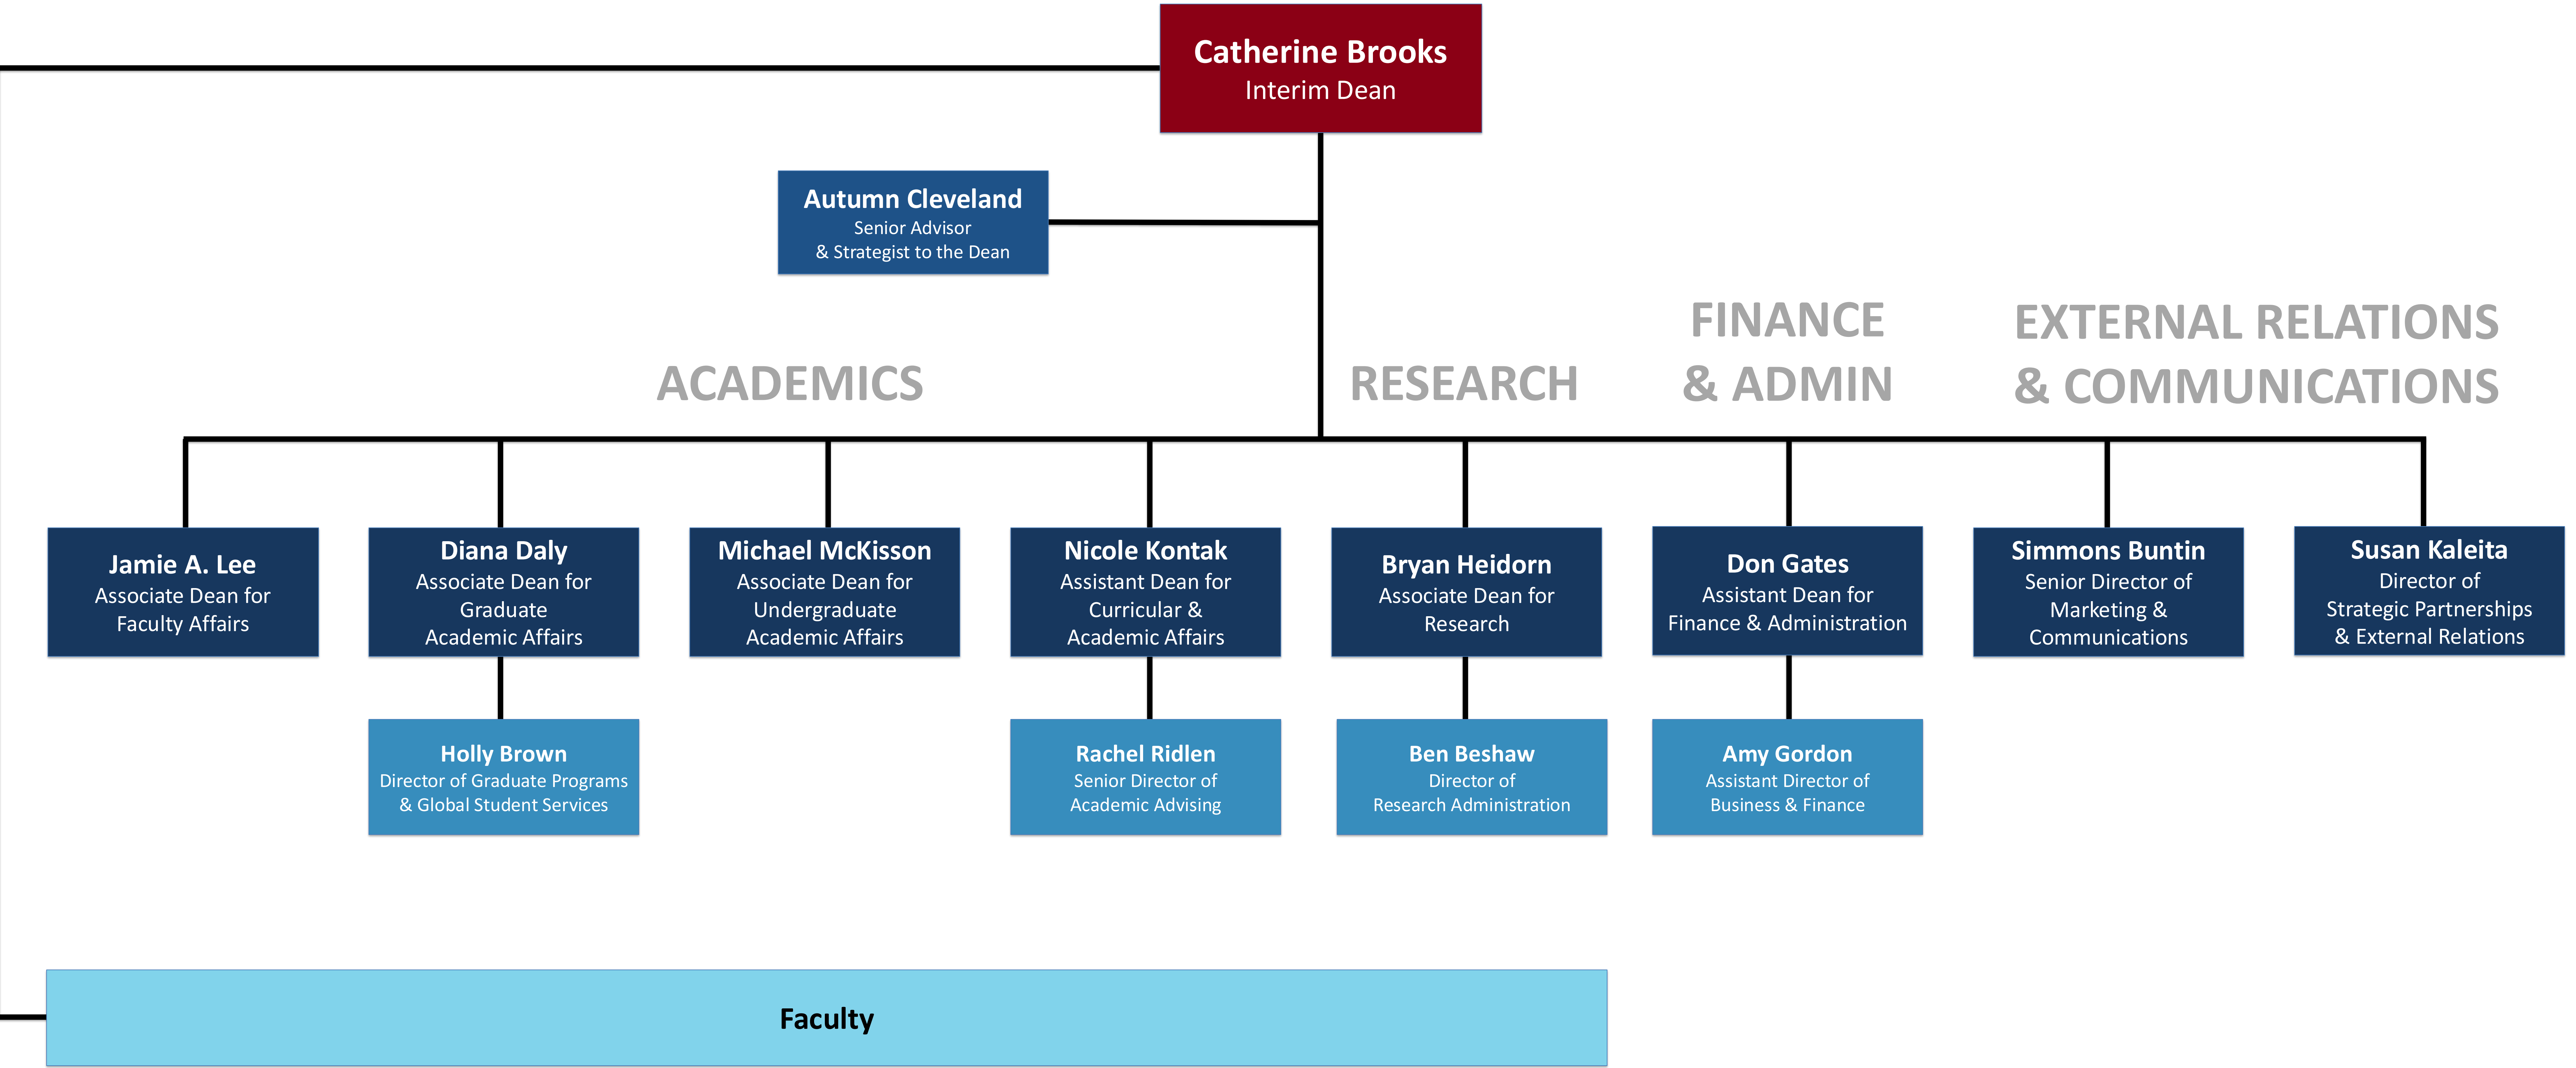 Catherine Brooks
Interim Dean
Autumn Cleveland
Senior Advisor
& Strategist to the Dean
ACADEMICS
RESEARCH
FINANCE
& ADMIN
EXTERNAL RELATIONS
& COMMUNICATIONS
Jamie A. Lee
Associate Dean for
Faculty Affairs
Diana Daly
Associate Dean for
Graduate
Academic Affairs
Michael McKisson
Associate Dean for
Undergraduate
Academic Affairs
Nicole Kontak
Assistant Dean for
Curricular &
Academic Affairs
Bryan Heidorn
Associate Dean for
Research
Don Gates
Assistant Dean for
Finance & Administration
Simmons Buntin
Senior Director of
Marketing &
Communications
Susan Kaleita
Director of
Strategic Partnerships
& External Relations
Holly Brown
Director of Graduate Programs
& Global Student Services
Rachel Ridlen
Senior Director of
Academic Advising
Ben Beshaw
Director of
Research Administration
Amy Gordon
Assistant Director of
Business & Finance
Faculty